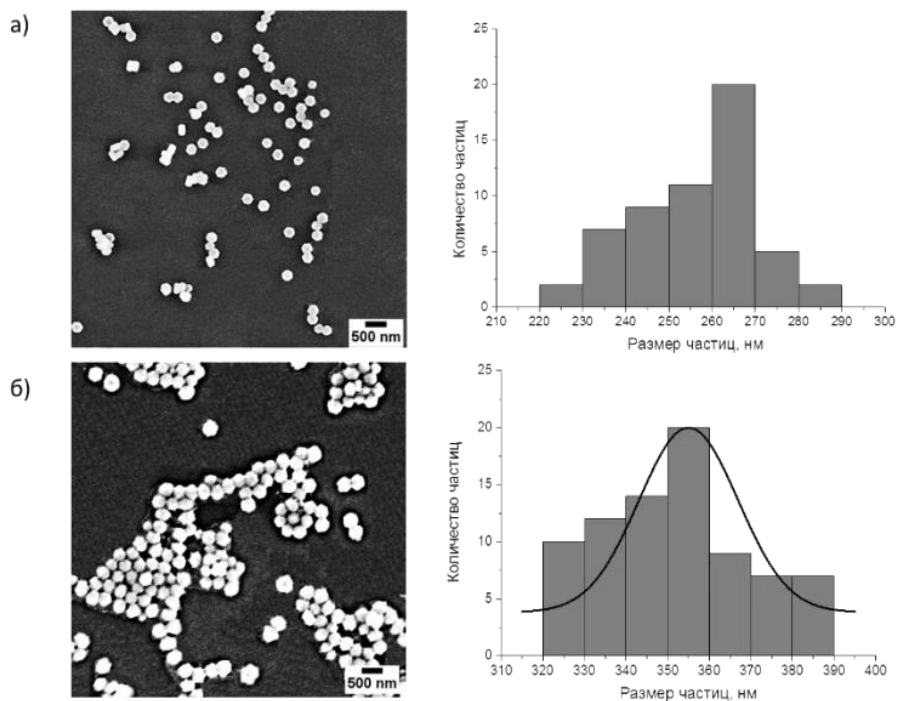 а)
500 nm
Количество частиц
25
20
15
10
5
0
210 220 230 240 250 260 270 280 290 300
Размер частиц, нм
б)
500 nm
Количество частиц
25
20
15
10
5
0
310 320 330 340 350 360 370 380 390 400
Размер частиц, нм